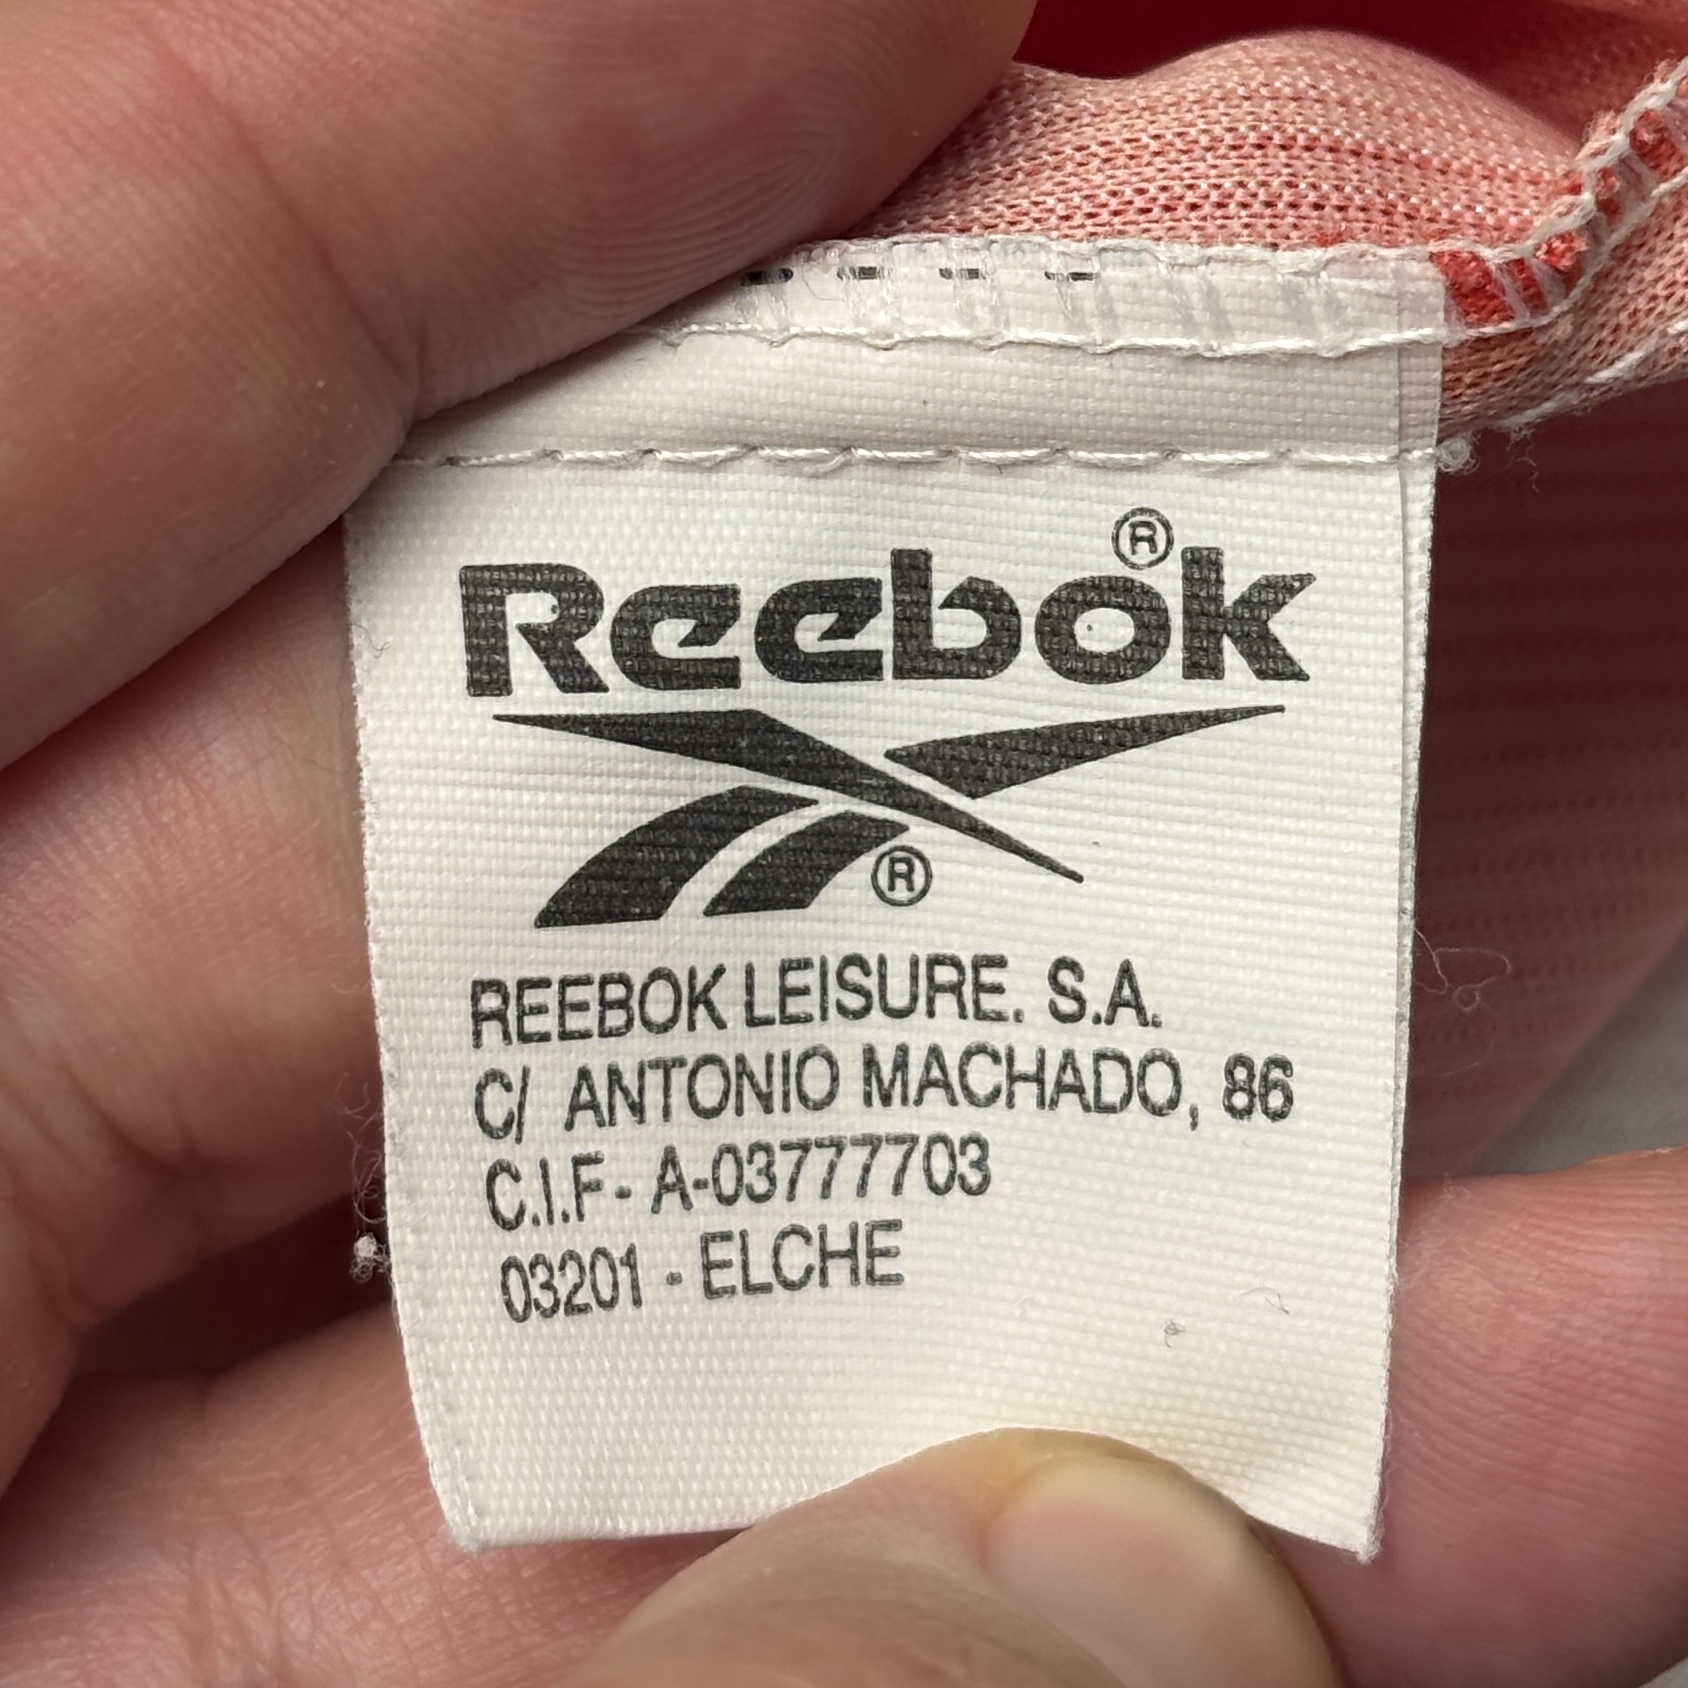 Reebok®
®
REEBOK LEISURE. S.A.
C/ ANTONIO MACHADO, 86
C.I.F- A-03777703
03201 - ELCHE